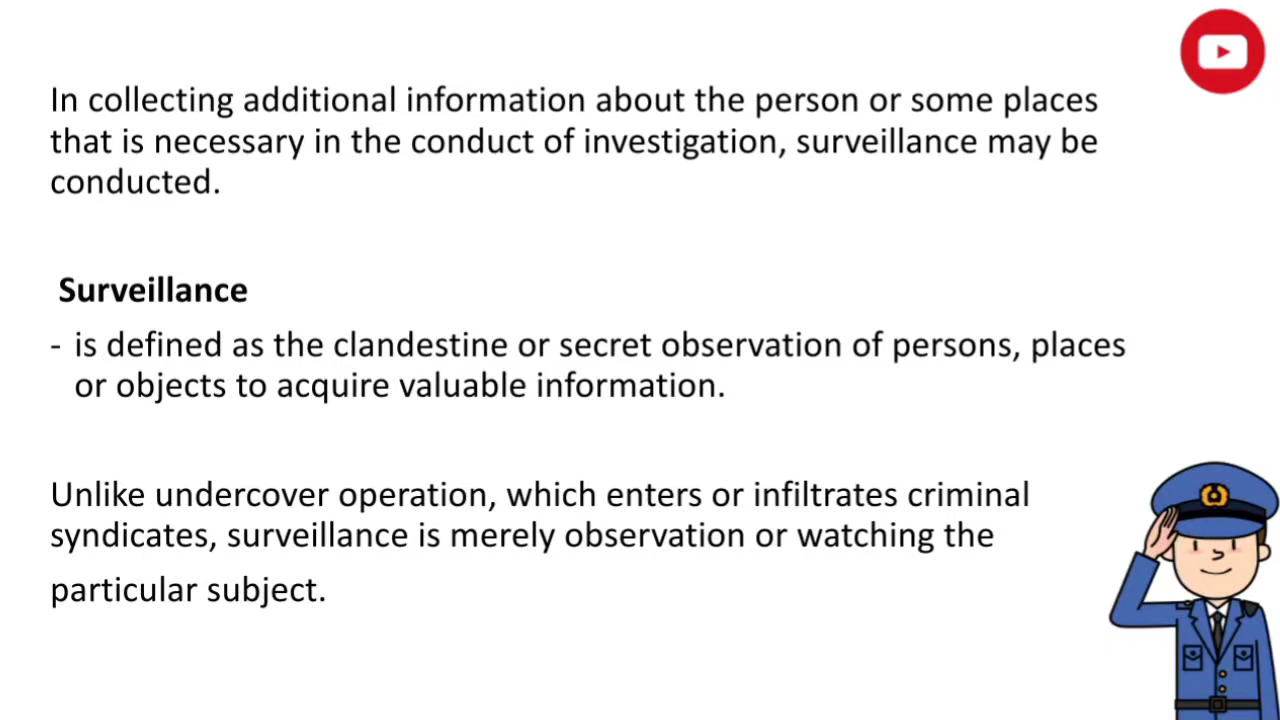 In collecting additional information about the person or some places
that is necessary in the conduct of investigation, surveillance may be
conducted.
Surveillance
- is defined as the clandestine or secret observation of persons, places
or objects to acquire valuable information.
Unlike undercover operation, which enters or infiltrates criminal
syndicates, surveillance is merely observation or watching the
particular subject.